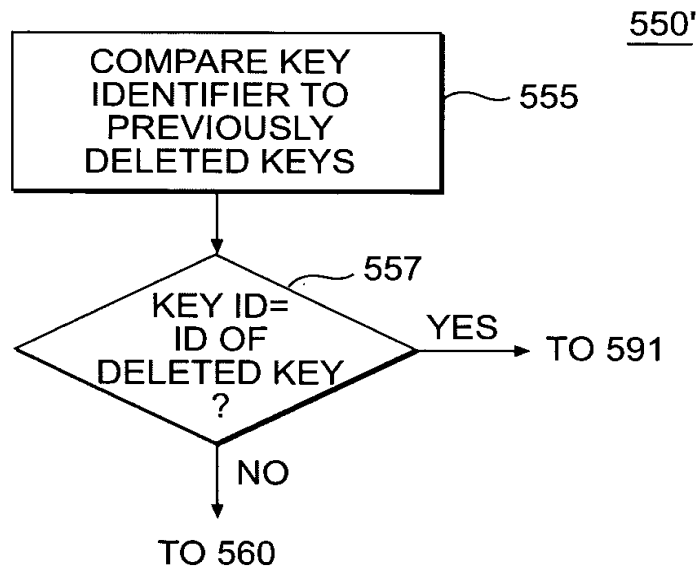 550'
COMPARE KEY
IDENTIFIER TO
PREVIOUSLY
DELETED KEYS
555
557
KEY ID=
ID OF
DELETED KEY
?
YES
TO 591
NO
TO 560